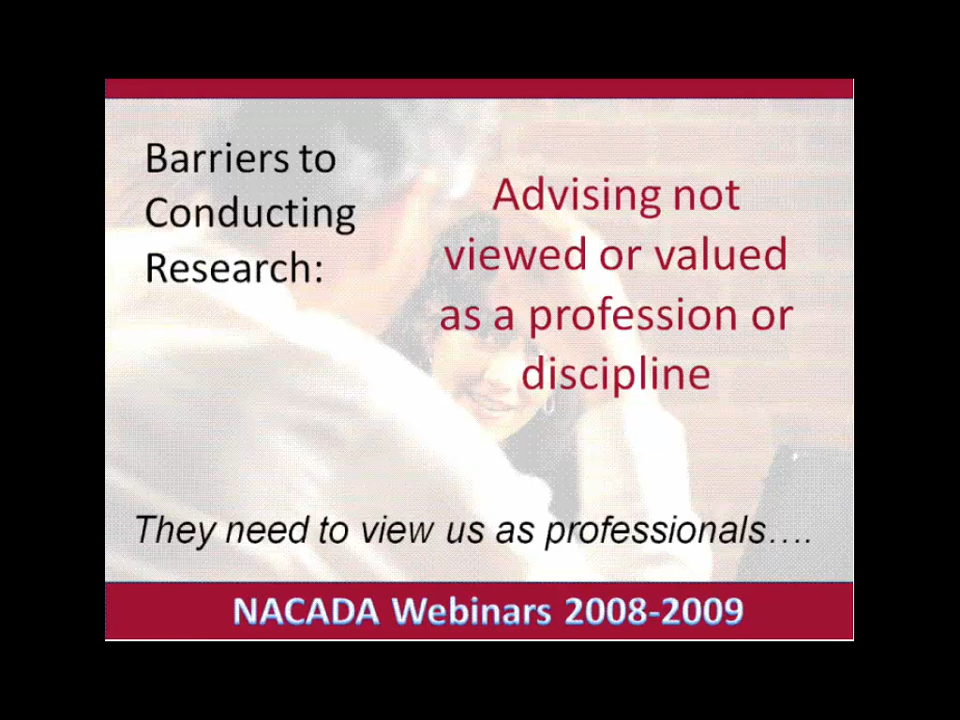 Barriers to
Conducting
Research:
Advising not
viewed or valued
as a profession or
discipline
They need to view us as professionals….
NACADA Webinars 2008-2009